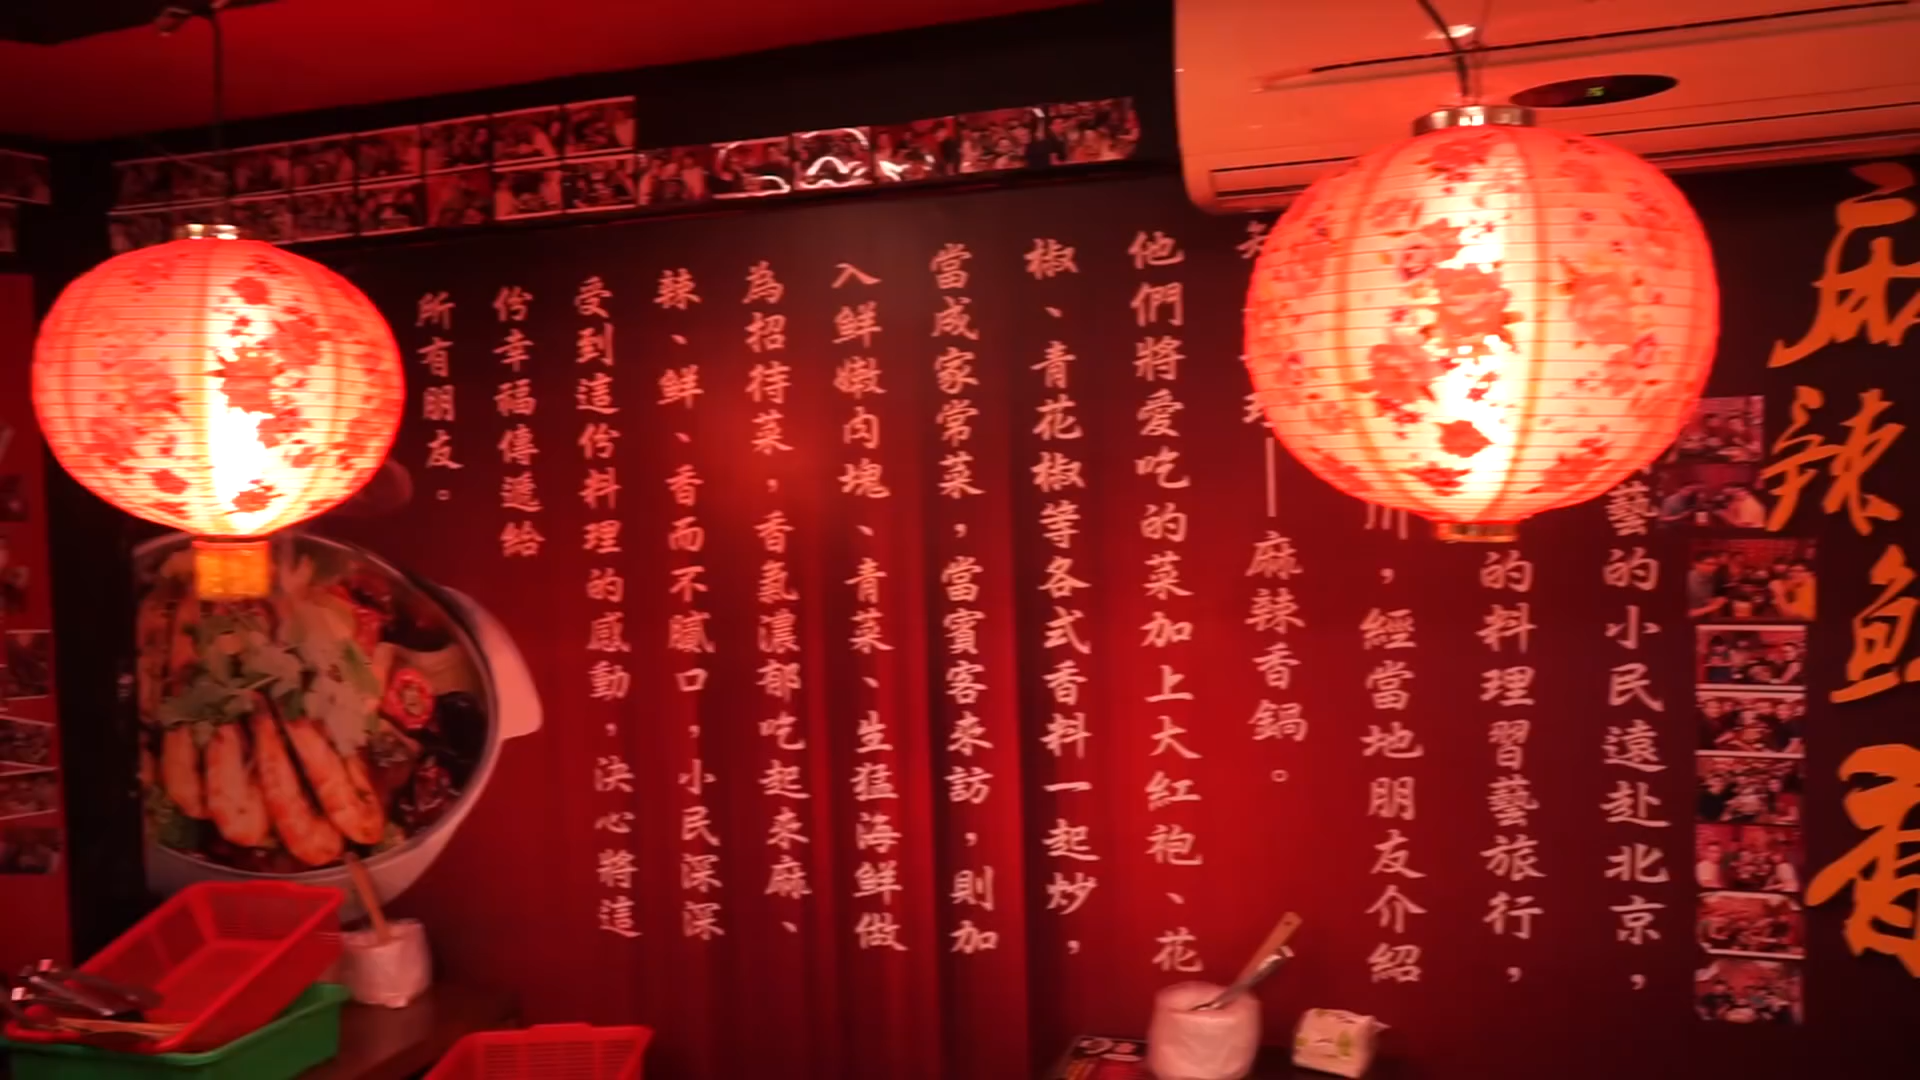 麻辣
藝的小民遠赴北京，
的料理習藝旅行，
，經當地朋友介紹
麻辣香鍋。
他們將愛吃的菜加上大紅袍、花
椒、青花椒等各式香料一起炒，
當成家常菜，當賓客來訪，則加
入鮮嫩肉塊、青菜、生猛海鮮做
為招待菜，香氣濃郁吃起來麻、
辣、鮮、香而不膩口，小民深深
受到這份料理的感動，決心將這
份幸福傳遞給
所有朋友。